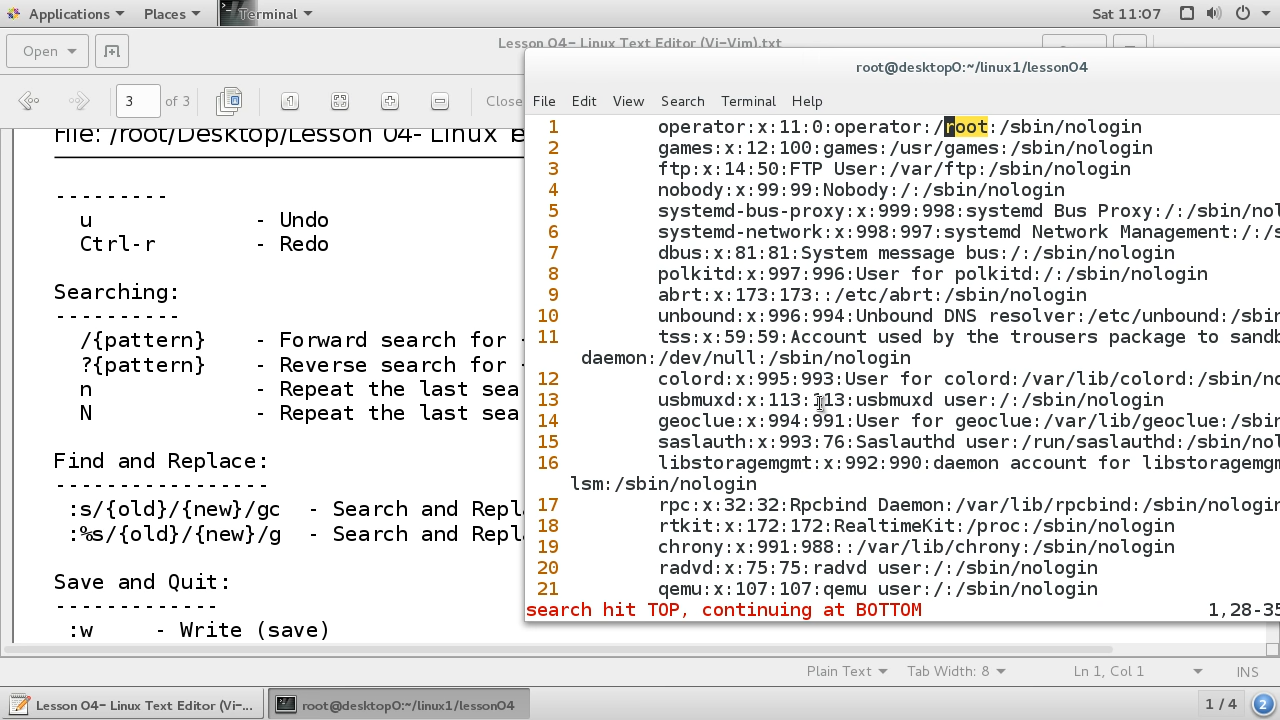 Applications
Places
Terminal
Sat 11:07
Open
Lesson 04– Linux Text Editor (Vi–Vim).txt
3
of 3
Close
File: /root/Desktop/Lesson 04- Linux
---------
u - Undo
Ctrl-r - Redo
Searching:
----------
/{pattern} - Forward search for
?{pattern} - Reverse search for
n - Repeat the last sea
N - Repeat the last sea
Find and Replace:
----------------
:s/{old}/{new}/gc - Search and Repl
:%s/{old}/{new}/g - Search and Repl
Save and Quit:
-------------
:w - Write (save)
root@desktop0:~/linux1/lesson04
File Edit View Search Terminal Help
1 operator:x:11:0:operator:/root:/sbin/nologin
2 games:x:12:100:games:/usr/games:/sbin/nologin
3 ftp:x:14:50:FTP User:/var/ftp:/sbin/nologin
4 nobody:x:99:99:Nobody:/:/sbin/nologin
5 systemd-bus-proxy:x:999:998:systemd Bus Proxy:/:/sbin/nol
6 systemd-network:x:998:997:systemd Network Management:/:/s
7 dbus:x:81:81:System message bus:/:/sbin/nologin
8 polkitd:x:997:996:User for polkitd:/:/sbin/nologin
9 abrt:x:173:173::/etc/abrt:/sbin/nologin
10 unbound:x:996:994:Unbound DNS resolver:/etc/unbound:/sbin
11 tss:x:59:59:Account used by the trousers package to sandb
daemon:/dev/null:/sbin/nologin
12 colord:x:995:993:User for colord:/var/lib/colord:/sbin/no
13 usbmuxd:x:113:113:usbmuxd user:/:/sbin/nologin
14 geoclue:x:994:991:User for geoclue:/var/lib/geoclue:/sbin
15 saslauth:x:993:76:Saslauthd user:/run/saslauthd:/sbin/nol
16 libstoragemgmt:x:992:990:daemon account for libstoragemgm
lsm:/sbin/nologin
17 rpc:x:32:32:Rpcbind Daemon:/var/lib/rpcbind:/sbin/nologin
18 rtkit:x:172:172:RealtimeKit:/proc:/sbin/nologin
19 chrony:x:991:988::/var/lib/chrony:/sbin/nologin
20 radvd:x:75:75:radvd user:/:/sbin/nologin
21 qemu:x:107:107:qemu user:/:/sbin/nologin
search hit TOP, continuing at BOTTOM 1,28-35
Plain Text
Tab Width: 8
Ln 1, Col 1
INS
Lesson 04– Linux Text Editor (Vi–...
root@desktop0:~/linux1/lesson04
1 / 4
2